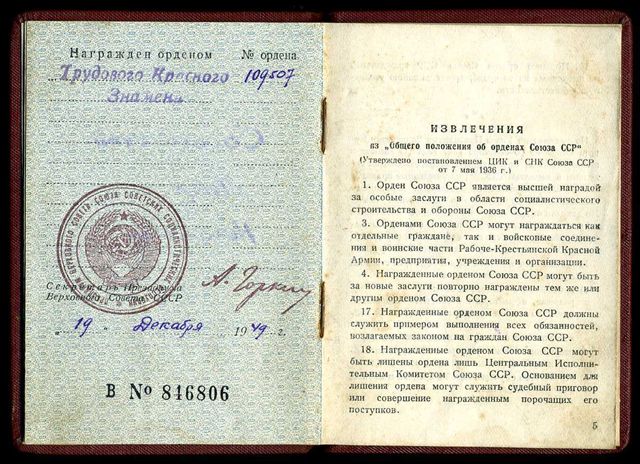 Награжден орденом № ордена
Трудового Красного 109507
Знамени
Секретарь Президиума
Верховного Совета СССР
А. Горкин
„19“ Декабря 1949 г.
В № 846806
ИЗВЛЕЧЕНИЯ
из „Общего положения об орденах Союза ССР“
(Утверждено постановлением ЦИК и СНК Союза ССР
от 7 мая 1936 г.)
1. Орден Союза ССР является высшей наградой
за особые заслуги в области социалистического
строительства и обороны Союза ССР.
3. Орденами Союза ССР могут награждаться как
отдельные граждане, так и войсковые соедине-
ния и воинские части Рабоче-Крестьянской Красной
Армии, предприятия, учреждения и организации.
4. Награжденные орденом Союза ССР могут быть
за новые заслуги повторно награждены тем же или
другим орденом Союза ССР.
17. Награжденные орденом Союза ССР должны
служить примером выполнения всех обязанностей,
возлагаемых законом на граждан Союза ССР.
18. Награжденные орденом Союза ССР могут
быть лишены ордена лишь Центральным Исполни-
тельным Комитетом Союза ССР. Основанием для
лишения ордена могут служить судебный приговор
или совершение награжденным порочащих его
поступков.
5